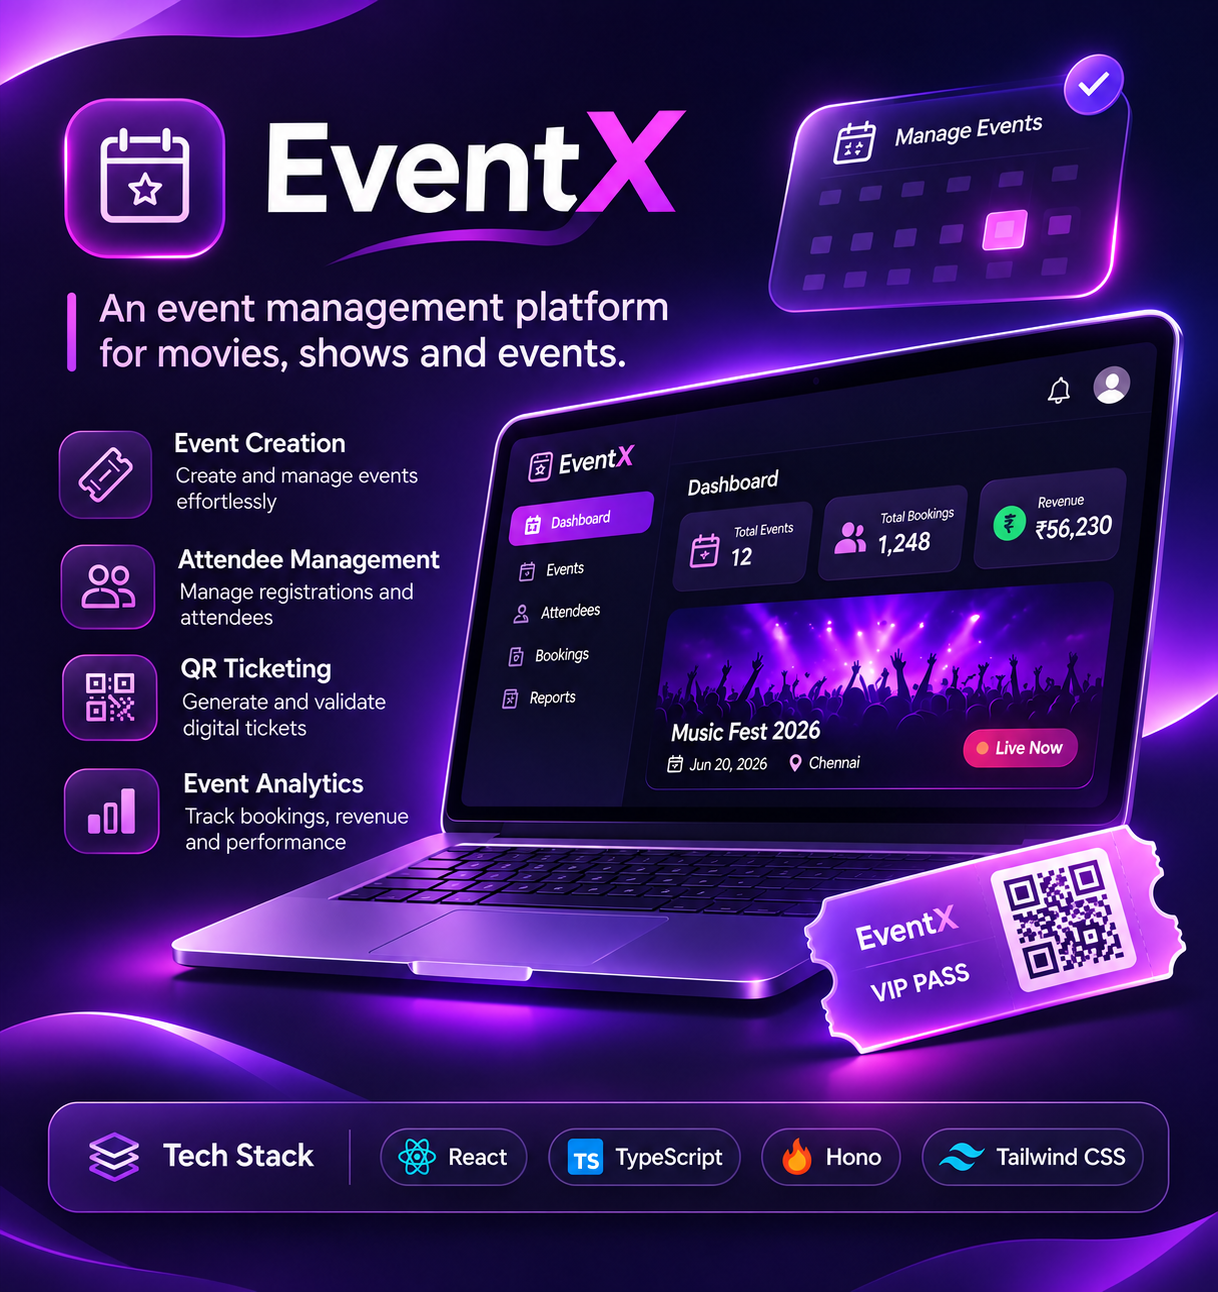 EventX
An event management platform
for movies, shows and events.
Manage Events
Event Creation
Create and manage events
effortlessly
Attendee Management
Manage registrations and
attendees
QR Ticketing
Generate and validate
digital tickets
Event Analytics
Track bookings, revenue
and performance
EventX
Dashboard
Events
Attendees
Bookings
Reports
Dashboard
Total Events
12
Total Bookings
1,248
Revenue
₹56,230
Music Fest 2026
Jun 20, 2026 Chennai
Live Now
EventX
VIP PASS
Tech Stack
React
TS TypeScript
Hono
Tailwind CSS